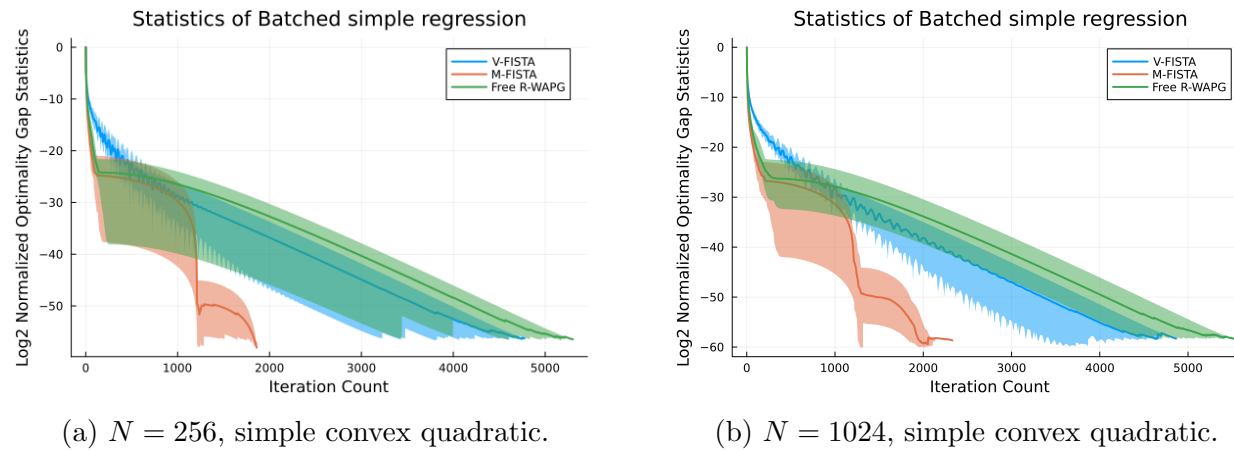 Statistics of Batched simple regression
Log2 Normalized Optimality Gap Statistics
0
−10
−20
−30
−40
−50
V-FISTA
M-FISTA
Free R-WAPG
0
1000
2000
3000
4000
5000
Iteration Count
(a) N = 256, simple convex quadratic.
Statistics of Batched simple regression
Log2 Normalized Optimality Gap Statistics
0
−10
−20
−30
−40
−50
−60
V-FISTA
M-FISTA
Free R-WAPG
0
1000
2000
3000
4000
5000
Iteration Count
(b) N = 1024, simple convex quadratic.